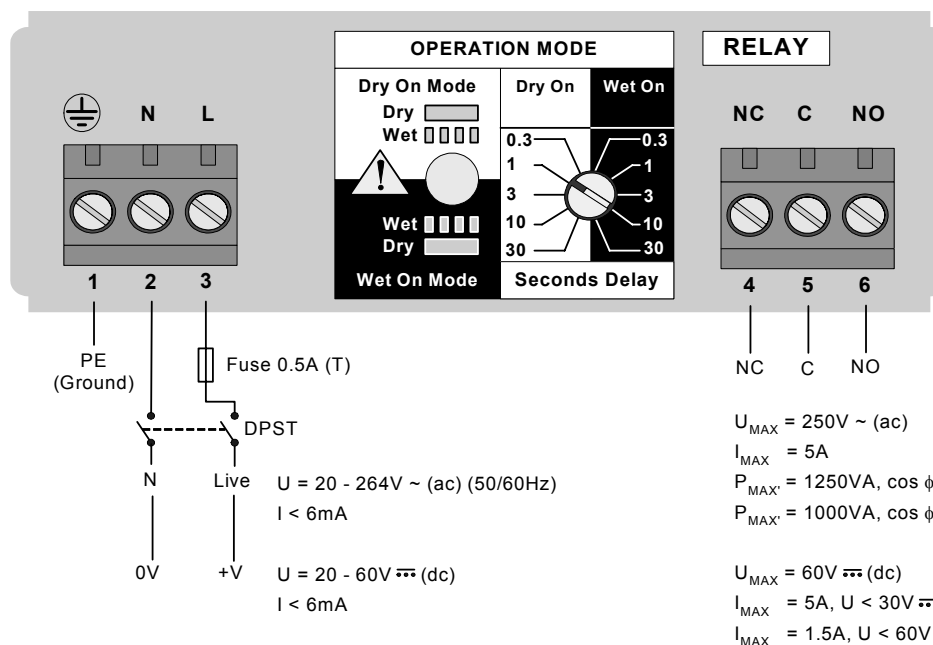 OPERATION MODE
Dry On Mode
Dry
Wet
!
Wet
Dry
Wet On Mode
Dry On
Wet On
0.3
1
3
10
30
0.3
1
3
10
30
Seconds Delay
RELAY
N
L
1
2
3
NC
C
NO
4
5
6
PE
(Ground)
Fuse 0.5A (T)
DPST
N
Live
U = 20 - 264V ~ (ac) (50/60Hz)
I < 6mA
0V
+V
U = 20 - 60V ⎓ (dc)
I < 6mA
NC
C
NO
U_MAX = 250V ~ (ac)
I_MAX = 5A
P_MAX' = 1250VA, cos ϕ
P_MAX' = 1000VA, cos ϕ
U_MAX = 60V ⎓ (dc)
I_MAX = 5A, U < 30V ⎓
I_MAX = 1.5A, U < 60V